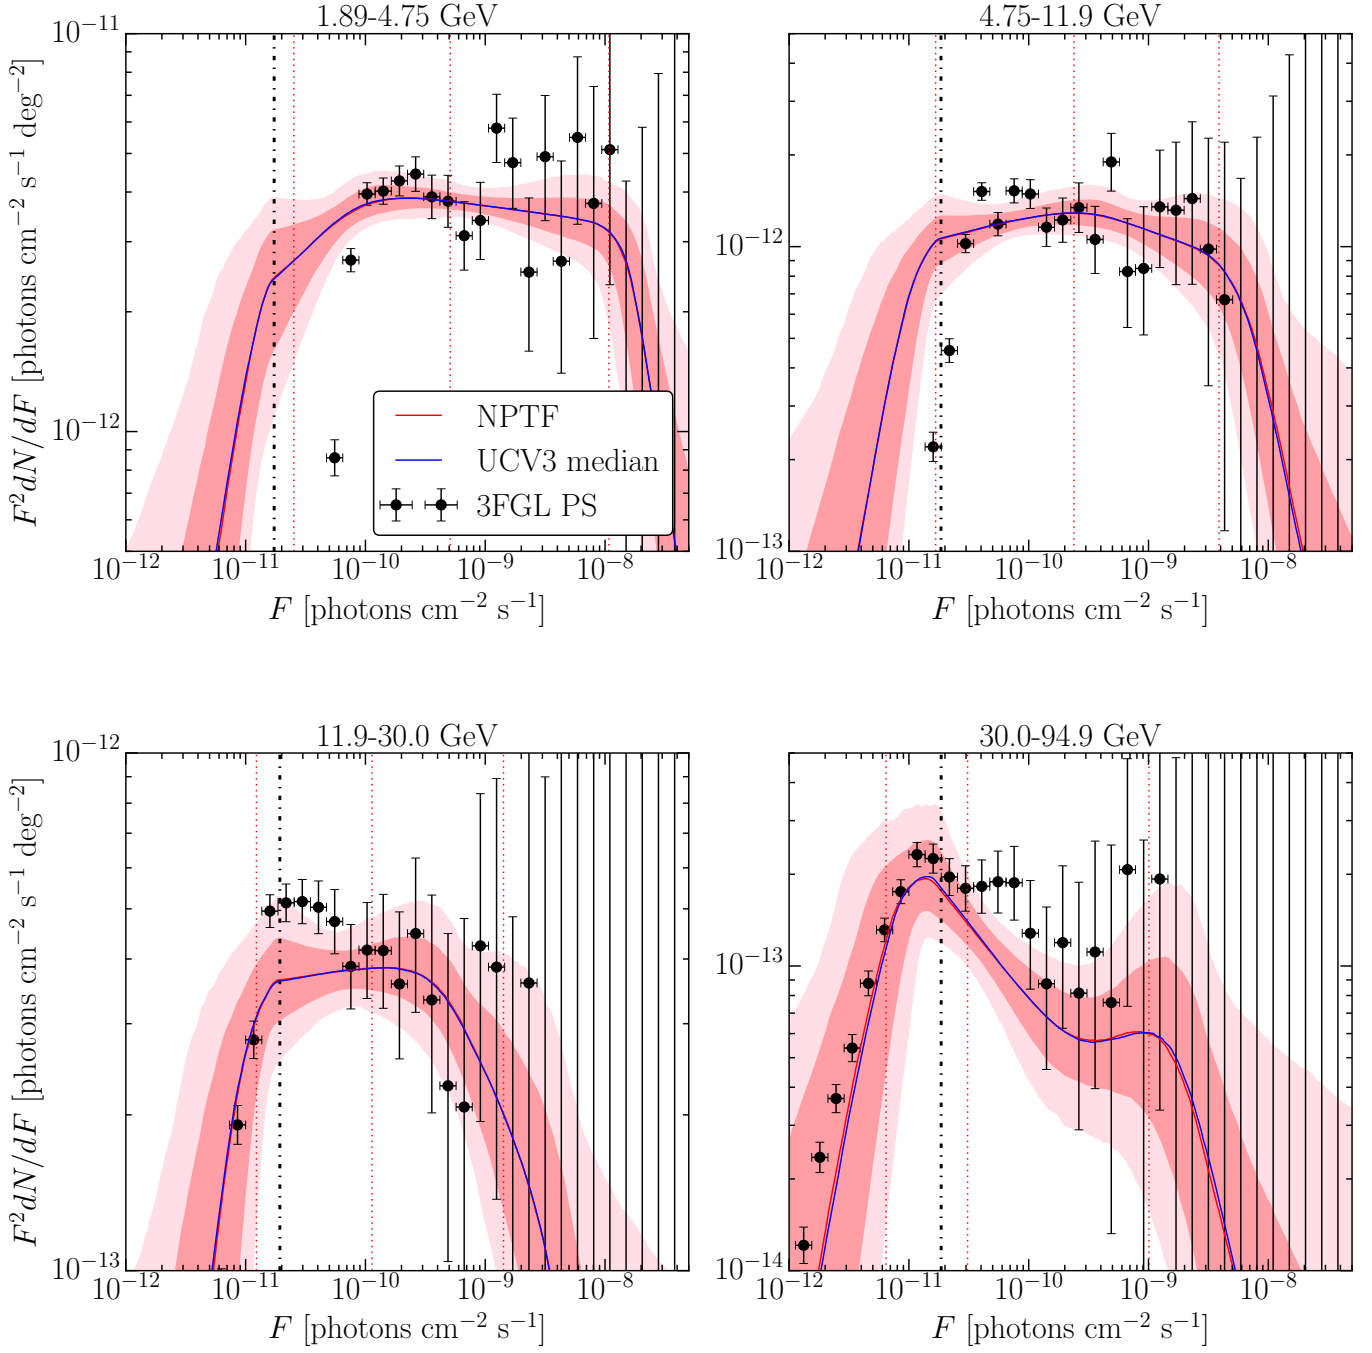 1.89-4.75 GeV
4.75-11.9 GeV
F²dN/dF [photons cm⁻² s⁻¹ deg⁻²]
10⁻¹¹
10⁻¹²
10⁻¹²
10⁻¹³
NPTF
UCV3 median
3FGL PS
10⁻¹² 10⁻¹¹ 10⁻¹⁰ 10⁻⁹ 10⁻⁸
10⁻¹² 10⁻¹¹ 10⁻¹⁰ 10⁻⁹ 10⁻⁸
F [photons cm⁻² s⁻¹]
F [photons cm⁻² s⁻¹]
11.9-30.0 GeV
30.0-94.9 GeV
F²dN/dF [photons cm⁻² s⁻¹ deg⁻²]
10⁻¹²
10⁻¹³
10⁻¹³
10⁻¹⁴
10⁻¹² 10⁻¹¹ 10⁻¹⁰ 10⁻⁹ 10⁻⁸
10⁻¹² 10⁻¹¹ 10⁻¹⁰ 10⁻⁹ 10⁻⁸
F [photons cm⁻² s⁻¹]
F [photons cm⁻² s⁻¹]